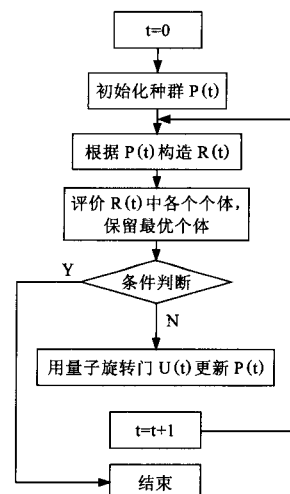 t=0
初始化种群 P(t)
根据 P(t)构造 R(t)
评价 R(t)中各个个体,
保留最优个体
条件判断
Y
N
用量子旋转门 U(t)更新 P(t)
t=t+1
结束